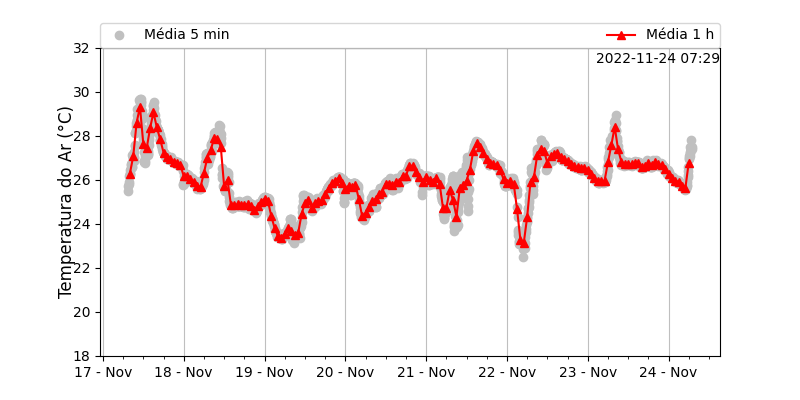 Média 5 min
Média 1 h
2022-11-24 07:29
Temperatura do Ar (°C)
32
30
28
26
24
22
20
18
17 - Nov
18 - Nov
19 - Nov
20 - Nov
21 - Nov
22 - Nov
23 - Nov
24 - Nov